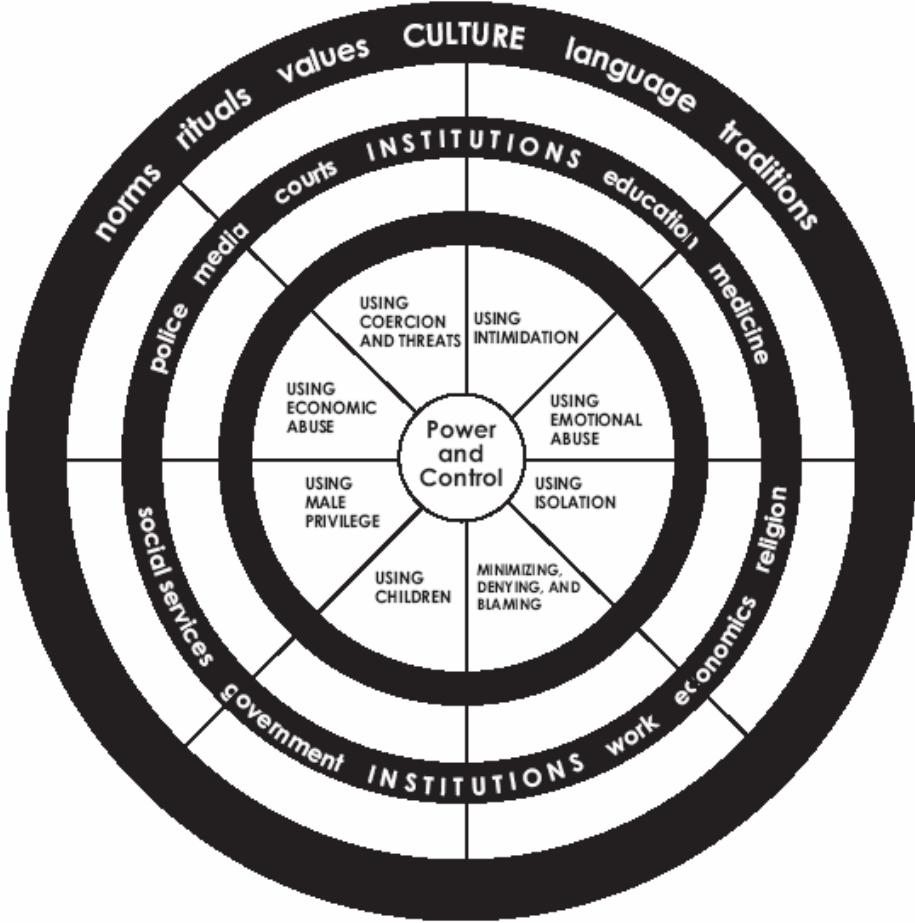 norms rituals values CULTURE language traditions
police media courts INSTITUTIONS education medicine
social services government INSTITUTIONS work economics religion
USING
COERCION
AND THREATS
USING
INTIMIDATION
USING
EMOTIONAL
ABUSE
USING
ISOLATION
MINIMIZING,
DENYING, AND
BLAMING
USING
CHILDREN
USING
MALE
PRIVILEGE
USING
ECONOMIC
ABUSE
Power
and
Control